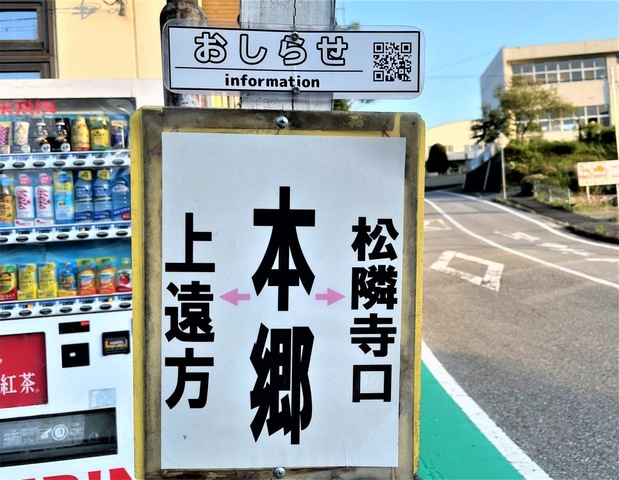 おしらせ
information
本郷
松隣寺口
上遠方
KIRIN
紅茶